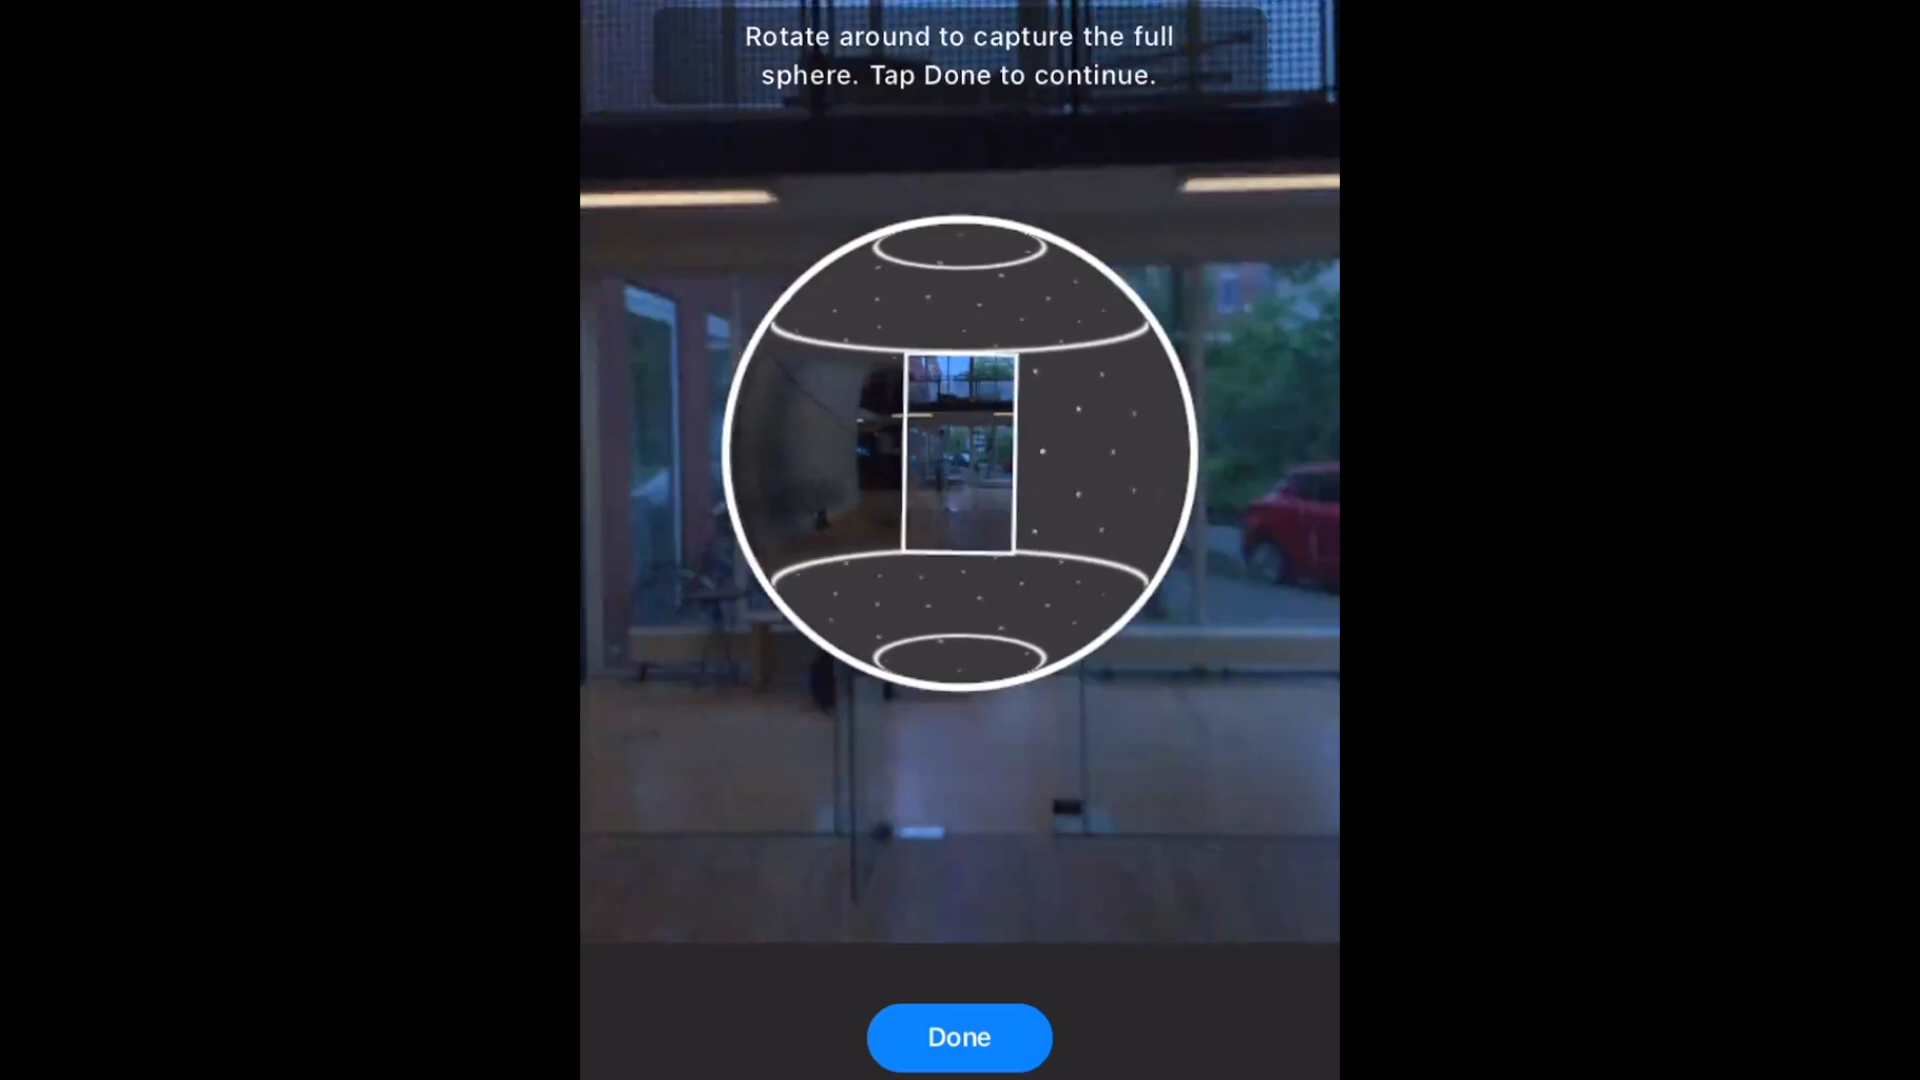 Rotate around to capture the full
sphere. Tap Done to continue.
Done